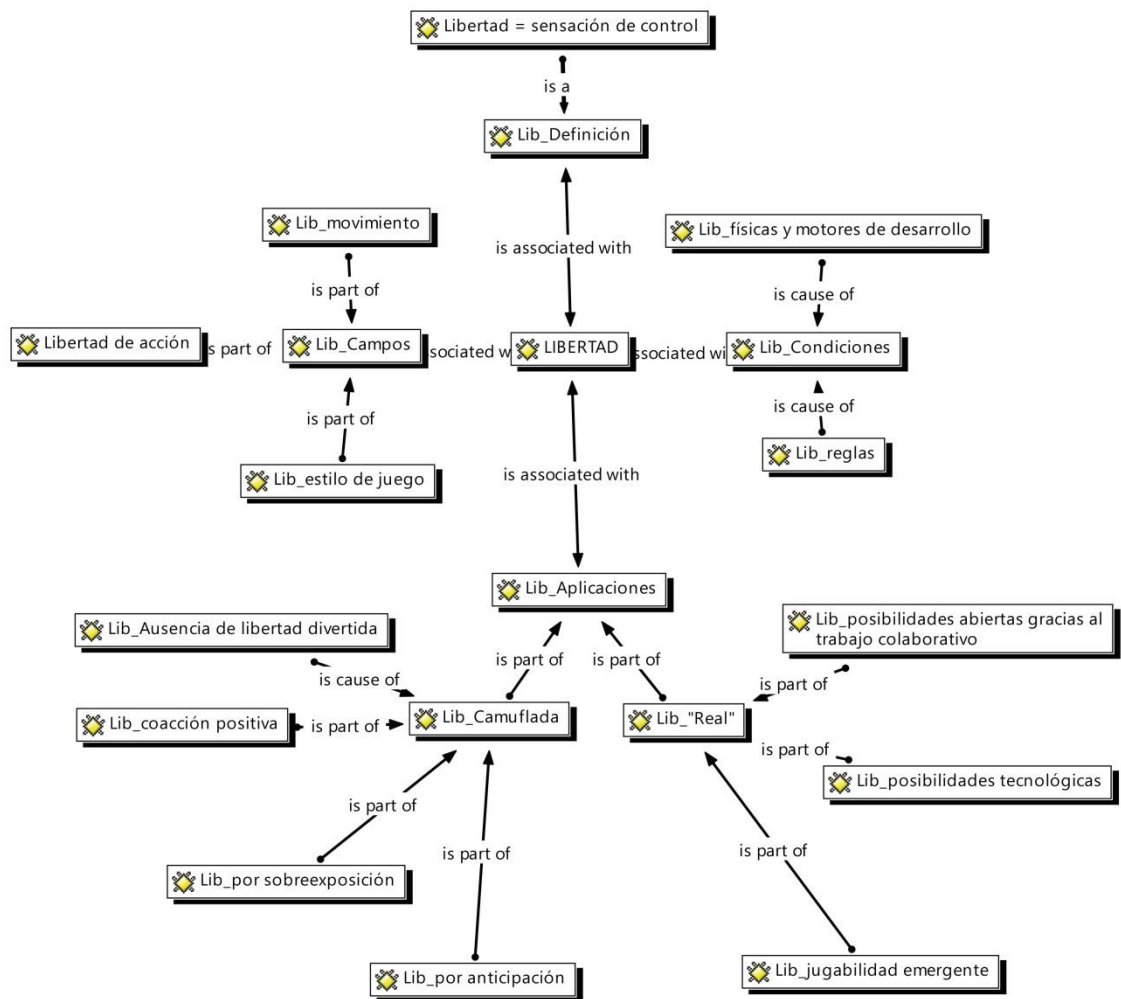 Libertad = sensación de control
is a
Lib_Definición
Lib_movimiento
Lib_físicas y motores de desarrollo
is associated with
is part of
is cause of
Libertad de acción
s part of
Lib_Campos
sociated w
LIBERTAD
ssociated wi
Lib_Condiciones
is part of
is cause of
Lib_estilo de juego
Lib_reglas
is associated with
Lib_Aplicaciones
Lib_Ausencia de libertad divertida
Lib_posibilidades abiertas gracias al
trabajo colaborativo
is part of
is part of
is cause of
is part of
Lib_coacción positiva
is part of
Lib_Camuflada
Lib_"Real"
is part of
Lib_posibilidades tecnológicas
is part of
is part of
is part of
Lib_por sobreexposición
Lib_por anticipación
Lib_jugabilidad emergente